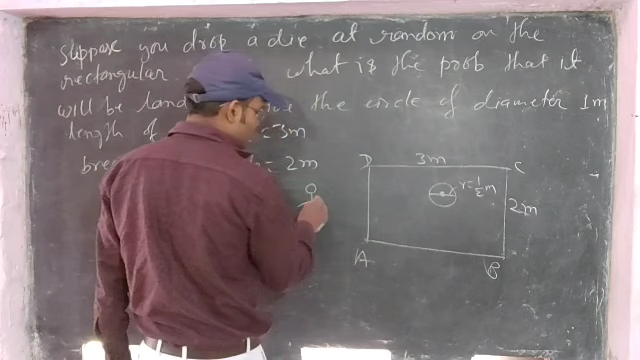 Suppose you drop a die at random on the
rectangular what is the prob that it
will be land the circle of diameter 1m
length of = 3m
= 2m
D 3m C
r=1/2 m
2m
A B